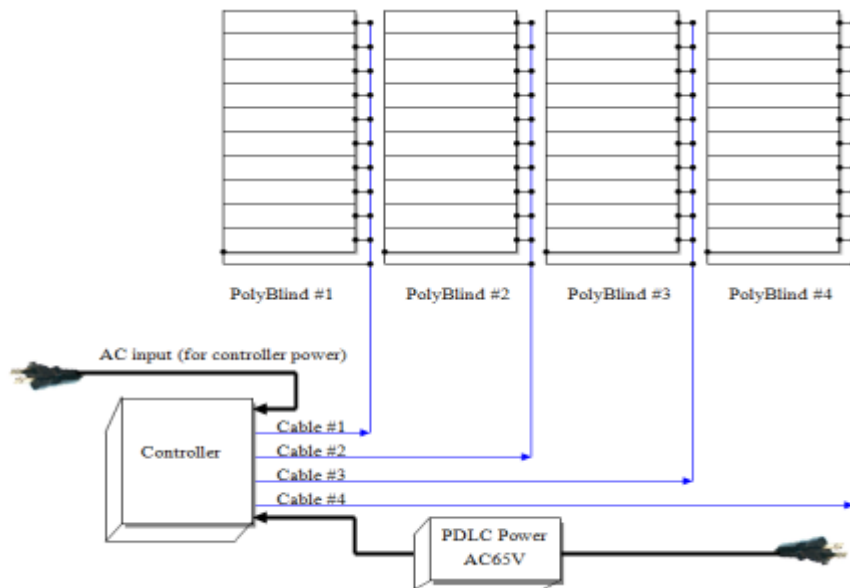 PolyBlind #1
PolyBlind #2
PolyBlind #3
PolyBlind #4
AC input (for controller power)
Controller
Cable #1
Cable #2
Cable #3
Cable #4
PDLC Power
AC65V